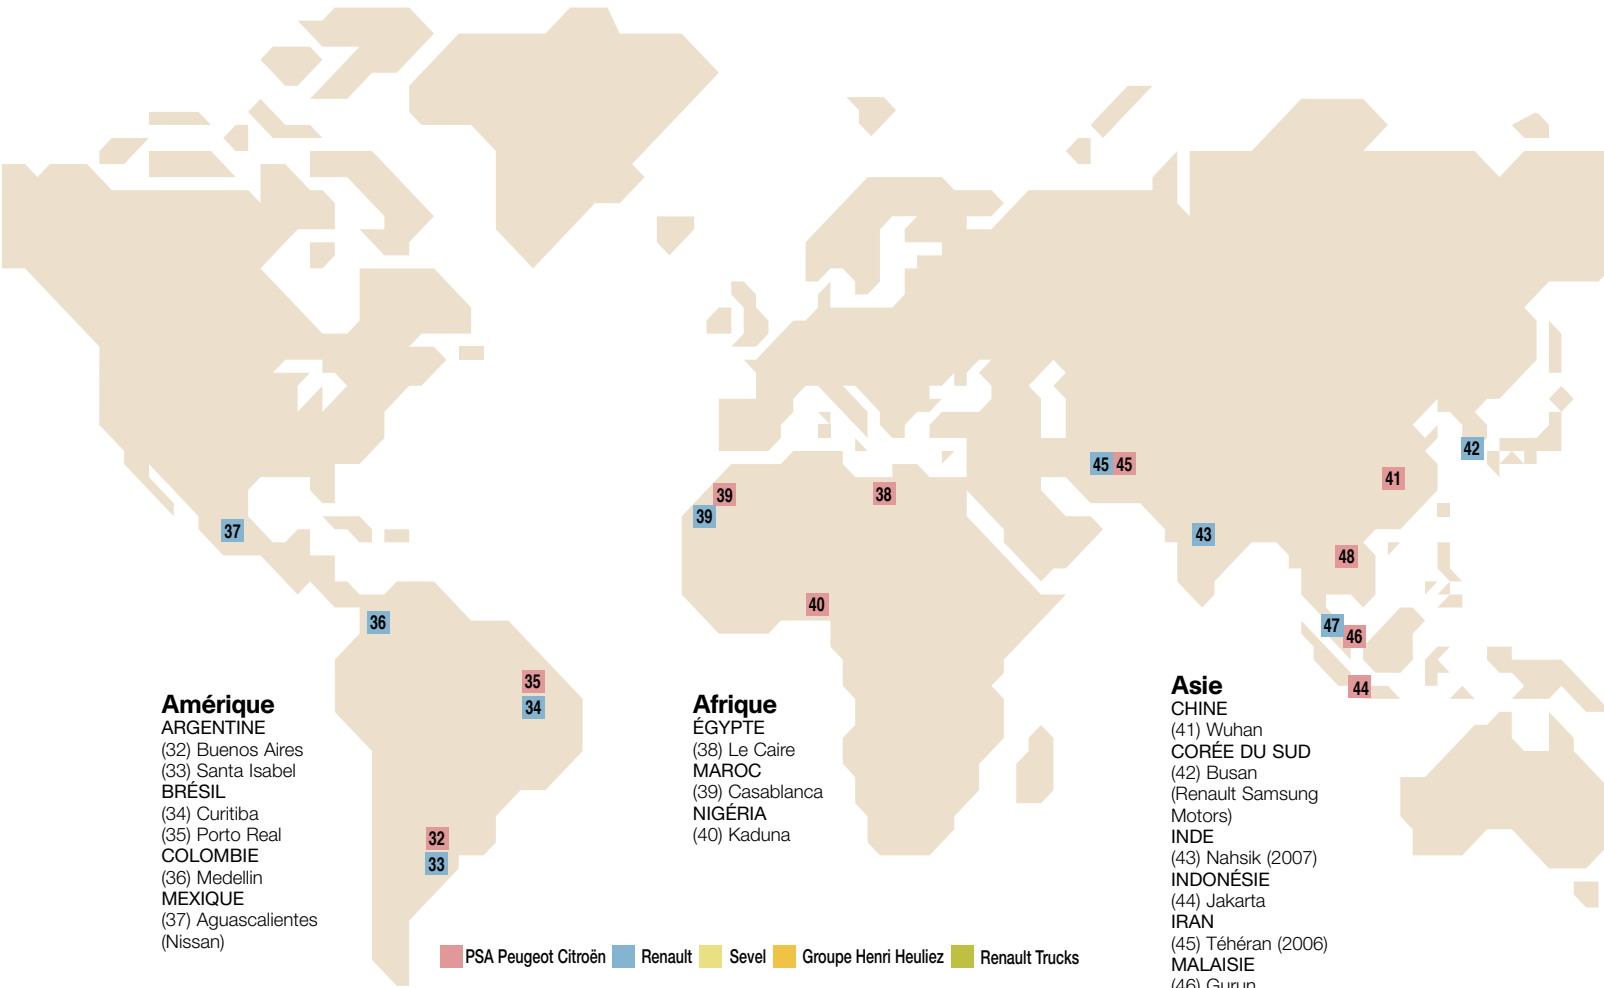 42
45 45
41
39
38
39
37
43
48
40
36
47
46
35
44
34
32
33
Amérique
ARGENTINE
(32) Buenos Aires
(33) Santa Isabel
BRÉSIL
(34) Curitiba
(35) Porto Real
COLOMBIE
(36) Medellin
MEXIQUE
(37) Aguascalientes
(Nissan)
Afrique
ÉGYPTE
(38) Le Caire
MAROC
(39) Casablanca
NIGÉRIA
(40) Kaduna
Asie
CHINE
(41) Wuhan
CORÉE DU SUD
(42) Busan
(Renault Samsung
Motors)
INDE
(43) Nahsik (2007)
INDONÉSIE
(44) Jakarta
IRAN
(45) Téhéran (2006)
MALAISIE
(46) Gurun
PSA Peugeot Citroën Renault Sevel Groupe Henri Heuliez Renault Trucks